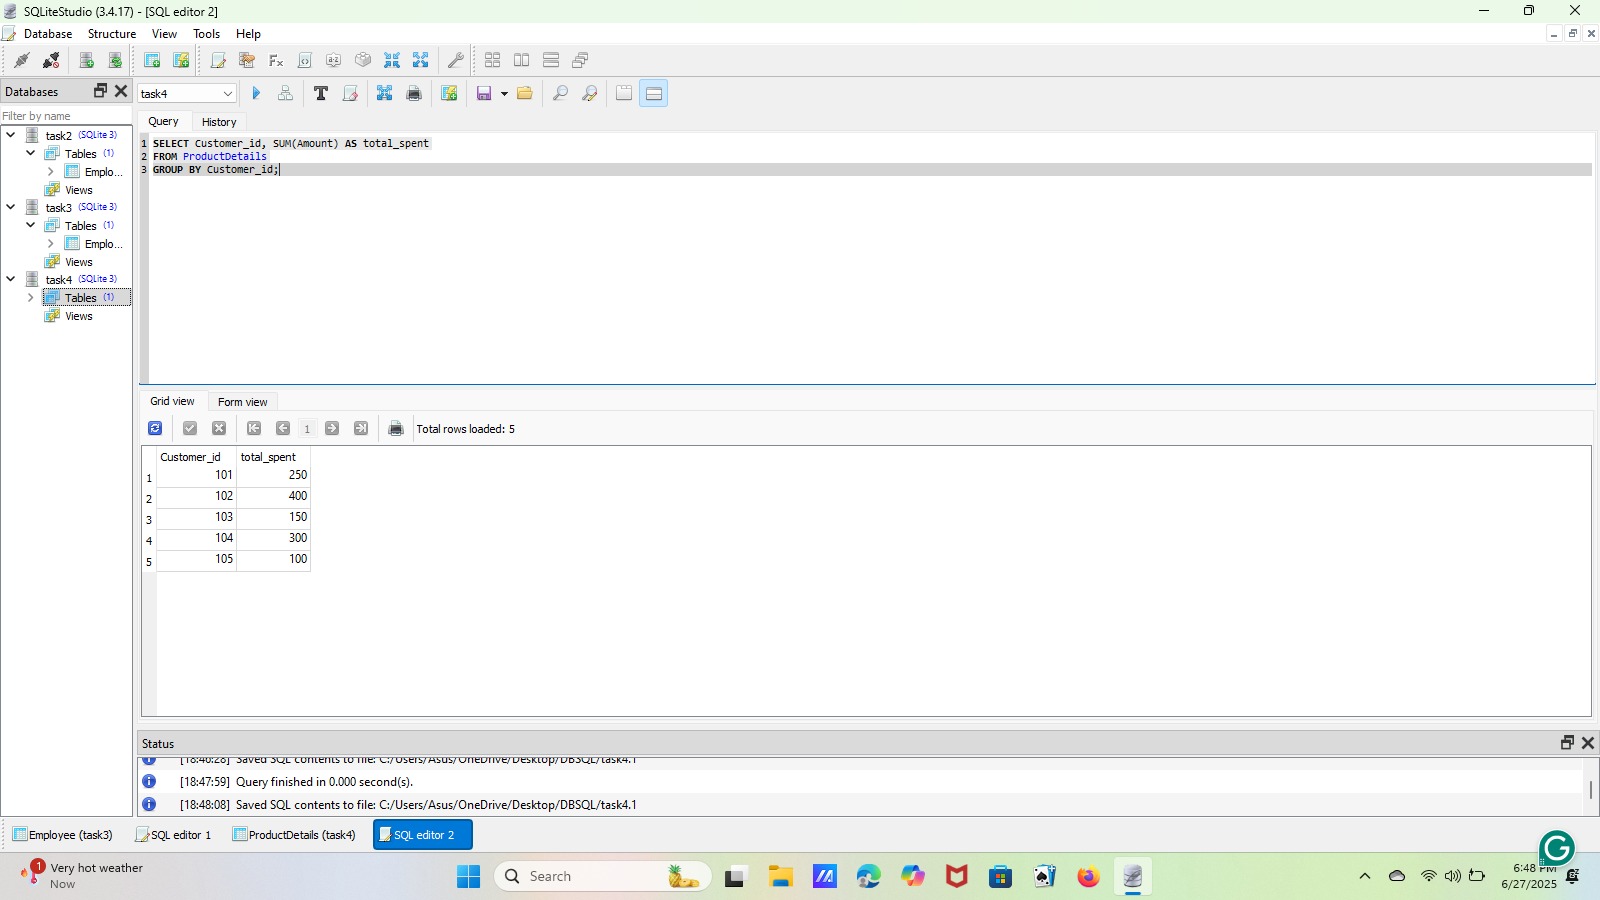 SQLiteStudio (3.4.17) - [SQL editor 2]
Database Structure View Tools Help
Databases
task4
Filter by name
Query History
task2 (SQLite 3)
Tables (1)
Emplo...
Views
task3 (SQLite 3)
Tables (1)
Emplo...
Views
task4 (SQLite 3)
Tables (1)
Views
1 SELECT Customer_id, SUM(Amount) AS total_spent
2 FROM ProductDetails
3 GROUP BY Customer_id;
Grid view Form view
1 Total rows loaded: 5
Customer_id total_spent
1 101 250
2 102 400
3 103 150
4 104 300
5 105 100
Status
[18:46:28] Saved SQL contents to file: C:/Users/Asus/OneDrive/Desktop/DBSQL/task4.1
[18:47:59] Query finished in 0.000 second(s).
[18:48:08] Saved SQL contents to file: C:/Users/Asus/OneDrive/Desktop/DBSQL/task4.1
Employee (task3) SQL editor 1 ProductDetails (task4) SQL editor 2
1 Very hot weather
Now
Search
6:48 PM
6/27/2025